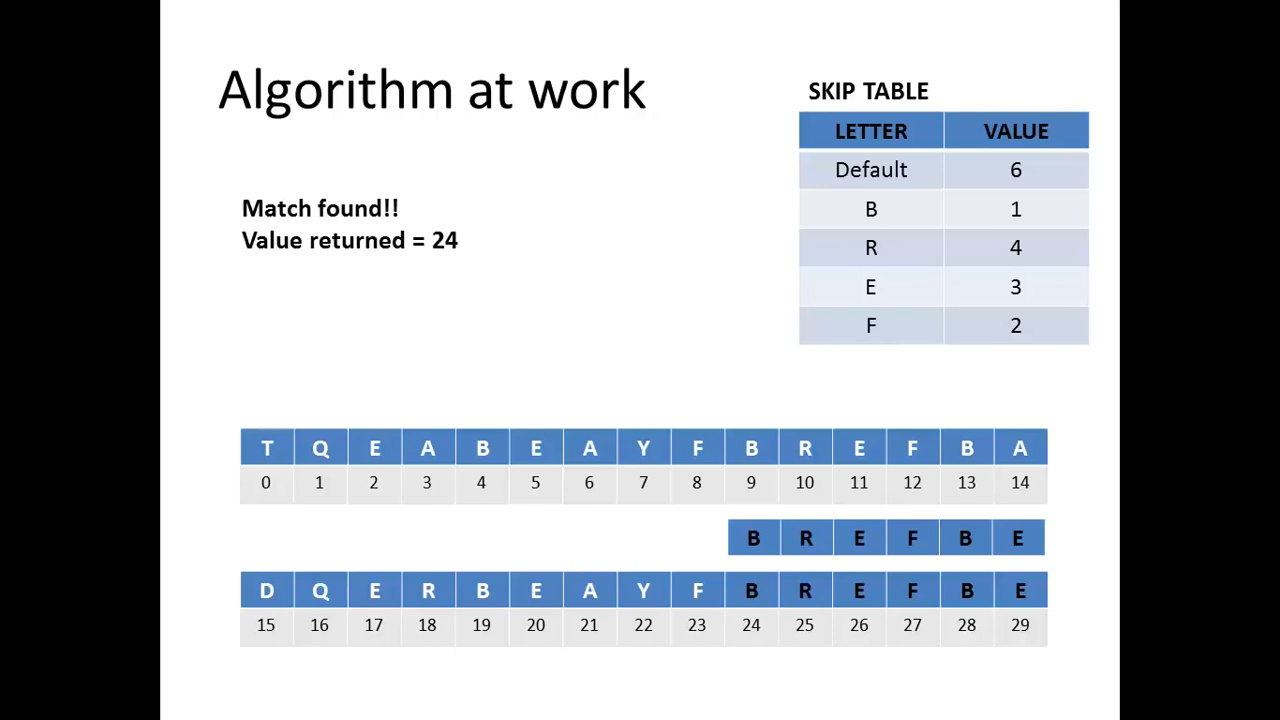 Algorithm at work
SKIP TABLE
LETTER VALUE
Default 6
B 1
R 4
E 3
F 2
Match found!!
Value returned = 24
T Q E A B E A Y F B R E F B A
0 1 2 3 4 5 6 7 8 9 10 11 12 13 14
B R E F B E
D Q E R B E A Y F B R E F B E
15 16 17 18 19 20 21 22 23 24 25 26 27 28 29